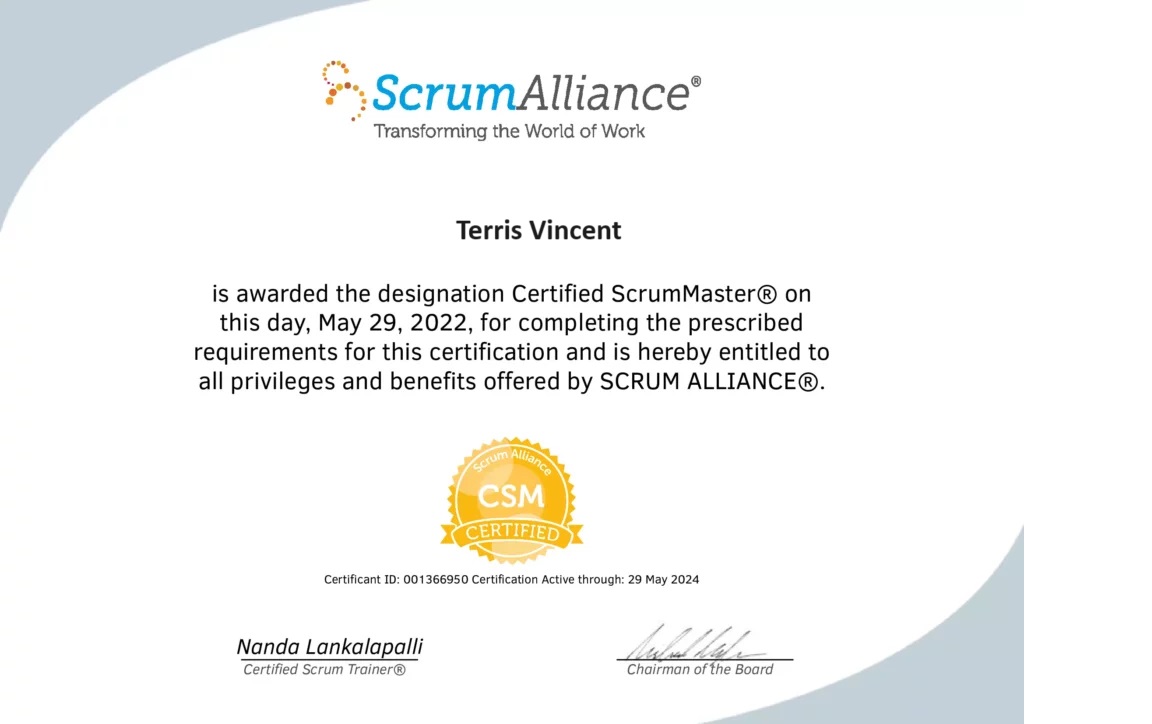 ScrumAlliance®
Transforming the World of Work
Terris Vincent
is awarded the designation Certified ScrumMaster® on
this day, May 29, 2022, for completing the prescribed
requirements for this certification and is hereby entitled to
all privileges and benefits offered by SCRUM ALLIANCE®.
Scrum Alliance
CSM
CERTIFIED
Certificant ID: 001366950 Certification Active through: 29 May 2024
Nanda Lankalapalli
Certified Scrum Trainer®
Chairman of the Board